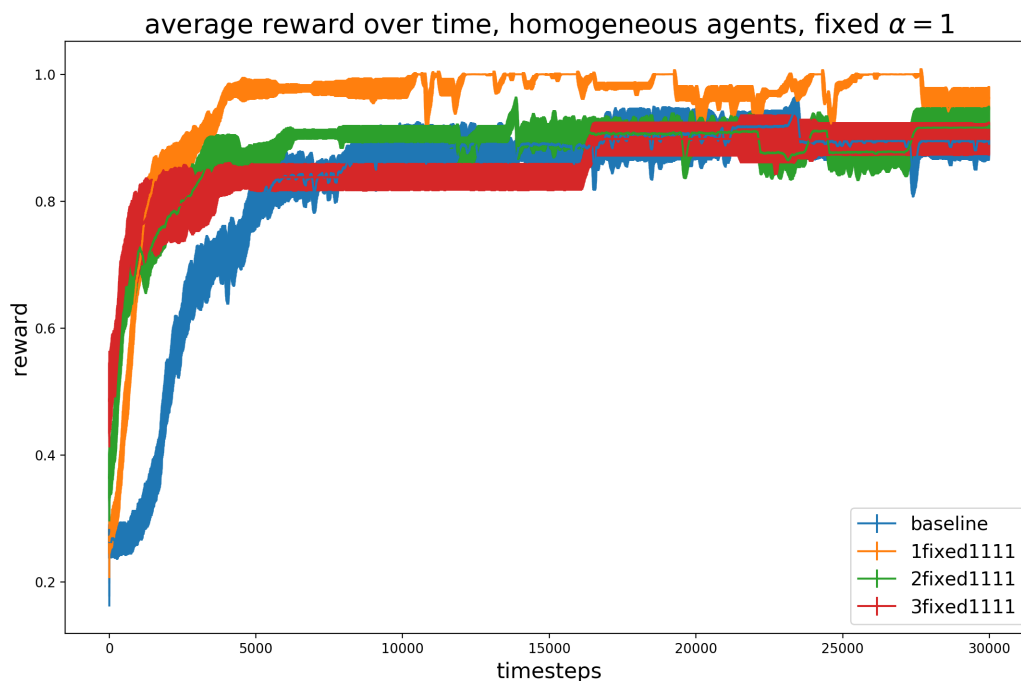 average reward over time, homogeneous agents, fixed α = 1
reward
1.0
0.8
0.6
0.4
0.2
0
5000
10000
15000
20000
25000
30000
timesteps
baseline
1fixed1111
2fixed1111
3fixed1111